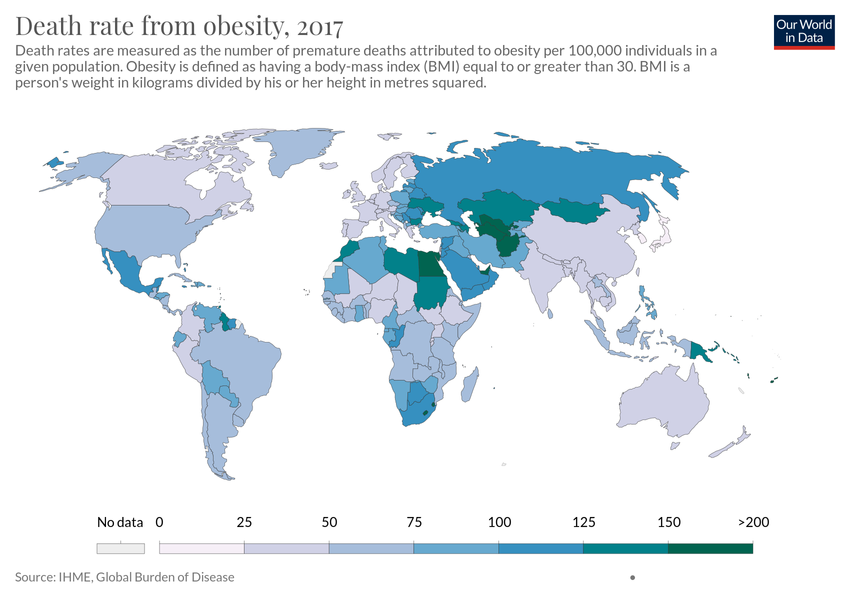 Death rate from obesity, 2017
Our World
in Data
Death rates are measured as the number of premature deaths attributed to obesity per 100,000 individuals in a
given population. Obesity is defined as having a body-mass index (BMI) equal to or greater than 30. BMI is a
person's weight in kilograms divided by his or her height in metres squared.
No data 0 25 50 75 100 125 150 >200
Source: IHME, Global Burden of Disease